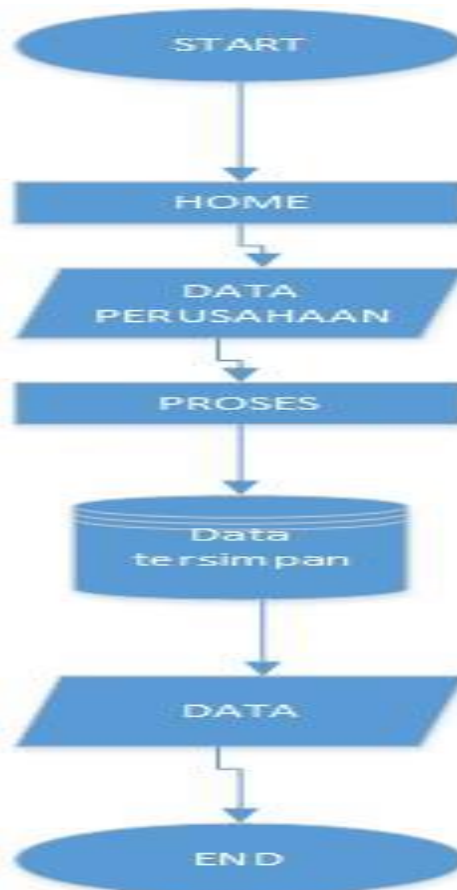 START
HOME
DATA
PERUSAHAAN
PROSES
Data
tersimpan
DATA
END